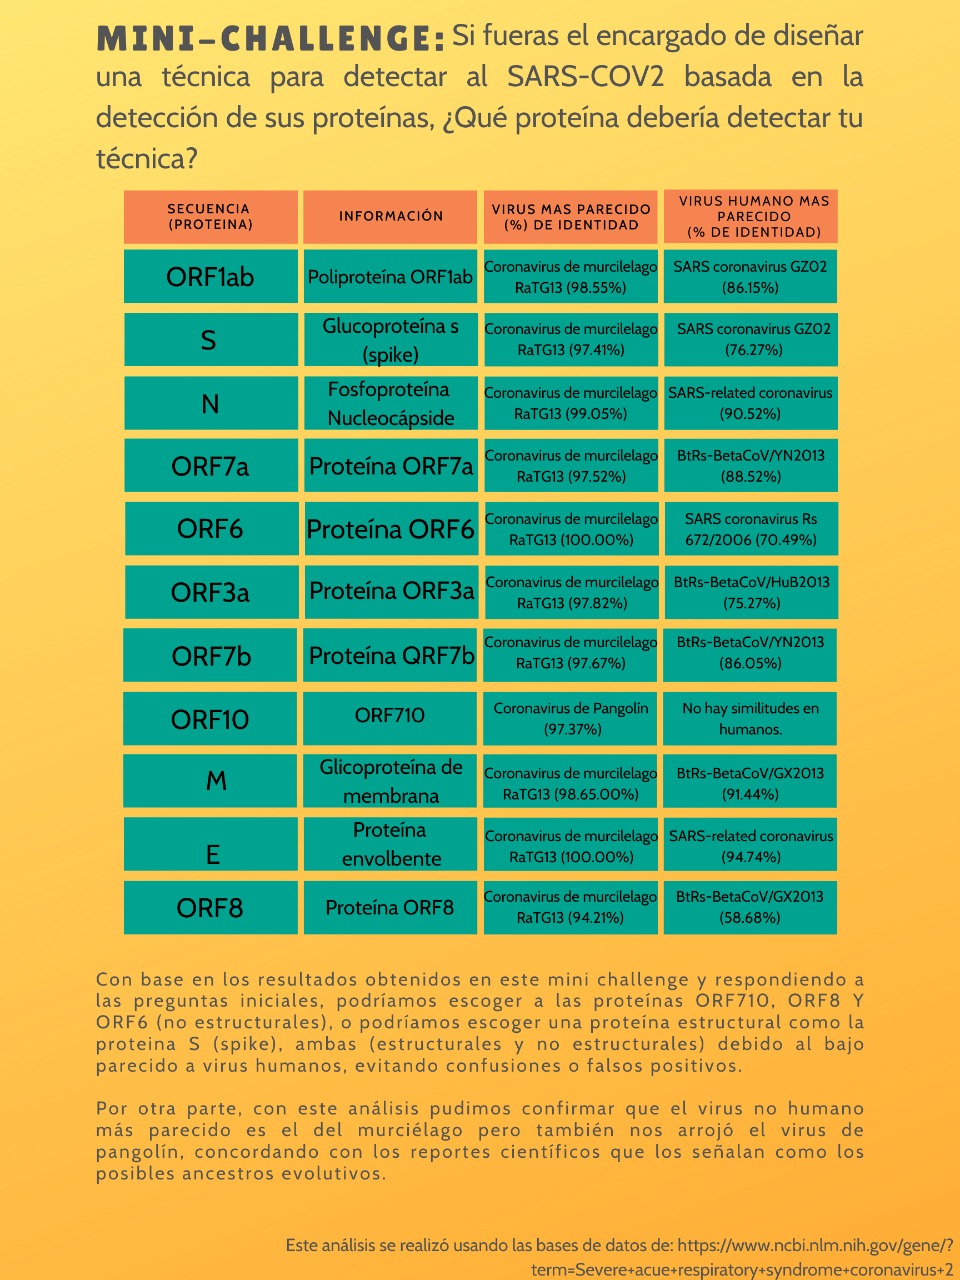 MINI-CHALLENGE: Si fueras el encargado de diseñar
una técnica para detectar al SARS-COV2 basada en la
detección de sus proteínas, ¿Qué proteína debería detectar tu
técnica?
SECUENCIA
(PROTEINA)
INFORMACIÓN
VIRUS MAS PARECIDO
(%) DE IDENTIDAD
VIRUS HUMANO MAS
PARECIDO
(% DE IDENTIDAD)
ORF1ab
Poliproteína ORF1ab
Coronavirus de murcilelago
RaTG13 (98.55%)
SARS coronavirus GZ02
(86.15%)
S
Glucoproteína s
(spike)
Coronavirus de murcilelago
RaTG13 (97.41%)
SARS coronavirus GZ02
(76.27%)
N
Fosfoproteína
Nucleocápside
Coronavirus de murcilelago
RaTG13 (99.05%)
SARS-related coronavirus
(90.52%)
ORF7a
Proteína ORF7a
Coronavirus de murcilelago
RaTG13 (97.52%)
BtRs-BetaCoV/YN2013
(88.52%)
ORF6
Proteína ORF6
Coronavirus de murcilelago
RaTG13 (100.00%)
SARS coronavirus Rs
672/2006 (70.49%)
ORF3a
Proteína ORF3a
Coronavirus de murcilelago
RaTG13 (97.82%)
BtRs-BetaCoV/HuB2013
(75.27%)
ORF7b
Proteína QRF7b
Coronavirus de murcilelago
RaTG13 (97.67%)
BtRs-BetaCoV/YN2013
(86.05%)
ORF10
ORF710
Coronavirus de Pangolín
(97.37%)
No hay similitudes en
humanos.
M
Glicoproteína de
membrana
Coronavirus de murcilelago
RaTG13 (98.65.00%)
BtRs-BetaCoV/GX2013
(91.44%)
E
Proteína
envolbente
Coronavirus de murcilelago
RaTG13 (100.00%)
SARS-related coronavirus
(94.74%)
ORF8
Proteína ORF8
Coronavirus de murcilelago
RaTG13 (94.21%)
BtRs-BetaCoV/GX2013
(58.68%)
Con base en los resultados obtenidos en este mini challenge y respondiendo a
las preguntas iniciales, podríamos escoger a las proteínas ORF710, ORF8 Y
ORF6 (no estructurales), o podríamos escoger una proteína estructural como la
proteina S (spike), ambas (estructurales y no estructurales) debido al bajo
parecido a virus humanos, evitando confusiones o falsos positivos.
Por otra parte, con este análisis pudimos confirmar que el virus no humano
más parecido es el del murciélago pero también nos arrojó el virus de
pangolín, concordando con los reportes científicos que los señalan como los
posibles ancestros evolutivos.
Este análisis se realizó usando las bases de datos de: https://www.ncbi.nlm.nih.gov/gene/?
term=Severe+acue+respiratory+syndrome+coronavirus+2